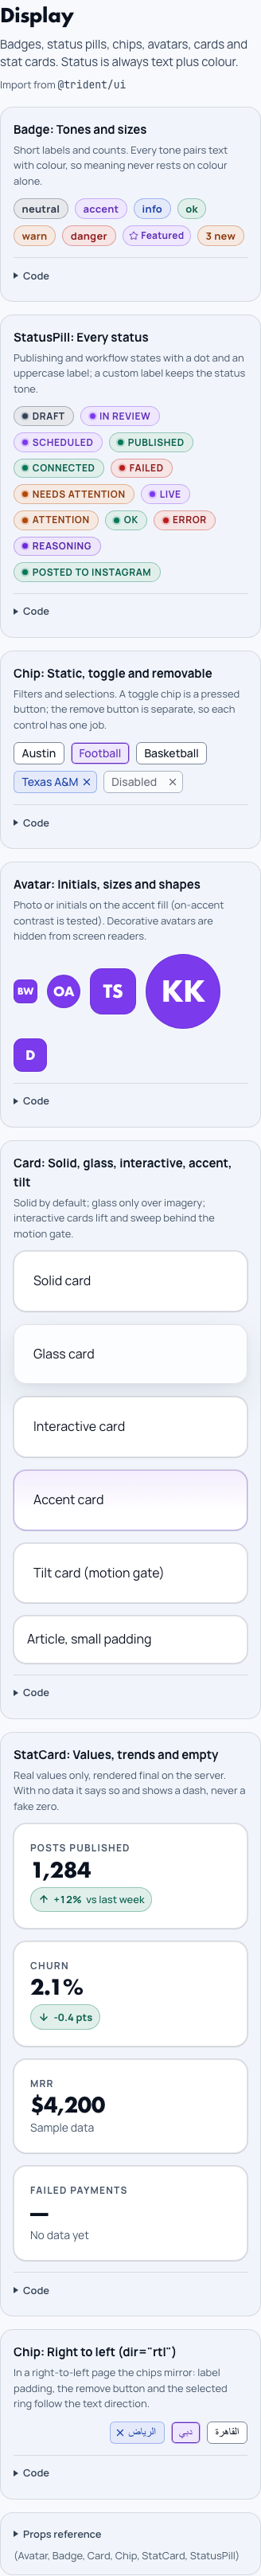 Display
Badges, status pills, chips, avatars, cards and
stat cards. Status is always text plus colour.
Import from @trident/ui
Badge: Tones and sizes
Short labels and counts. Every tone pairs text
with colour, so meaning never rests on colour
alone.
neutral accent info ok
warn danger Featured 3 new
Code
StatusPill: Every status
Publishing and workflow states with a dot and an
uppercase label; a custom label keeps the status
tone.
DRAFT IN REVIEW
SCHEDULED PUBLISHED
CONNECTED FAILED
NEEDS ATTENTION LIVE
ATTENTION OK ERROR
REASONING
POSTED TO INSTAGRAM
Code
Chip: Static, toggle and removable
Filters and selections. A toggle chip is a pressed
button; the remove button is separate, so each
control has one job.
Austin Football Basketball
Texas A&M Disabled
Code
Avatar: Initials, sizes and shapes
Photo or initials on the accent fill (on-accent
contrast is tested). Decorative avatars are
hidden from screen readers.
BW OA TS KK
D
Code
Card: Solid, glass, interactive, accent,
tilt
Solid by default; glass only over imagery;
interactive cards lift and sweep behind the
motion gate.
Solid card
Glass card
Interactive card
Accent card
Tilt card (motion gate)
Article, small padding
Code
StatCard: Values, trends and empty
Real values only, rendered final on the server.
With no data it says so and shows a dash, never a
fake zero.
POSTS PUBLISHED
1,284
↑ +12% vs last week
CHURN
2.1%
↓ -0.4 pts
MRR
$4,200
Sample data
FAILED PAYMENTS
—
No data yet
Code
Chip: Right to left (dir="rtl")
In a right-to-left page the chips mirror: label
padding, the remove button and the selected
ring follow the text direction.
القاهرة دبي الرياض
Code
Props reference
(Avatar, Badge, Card, Chip, StatCard, StatusPill)